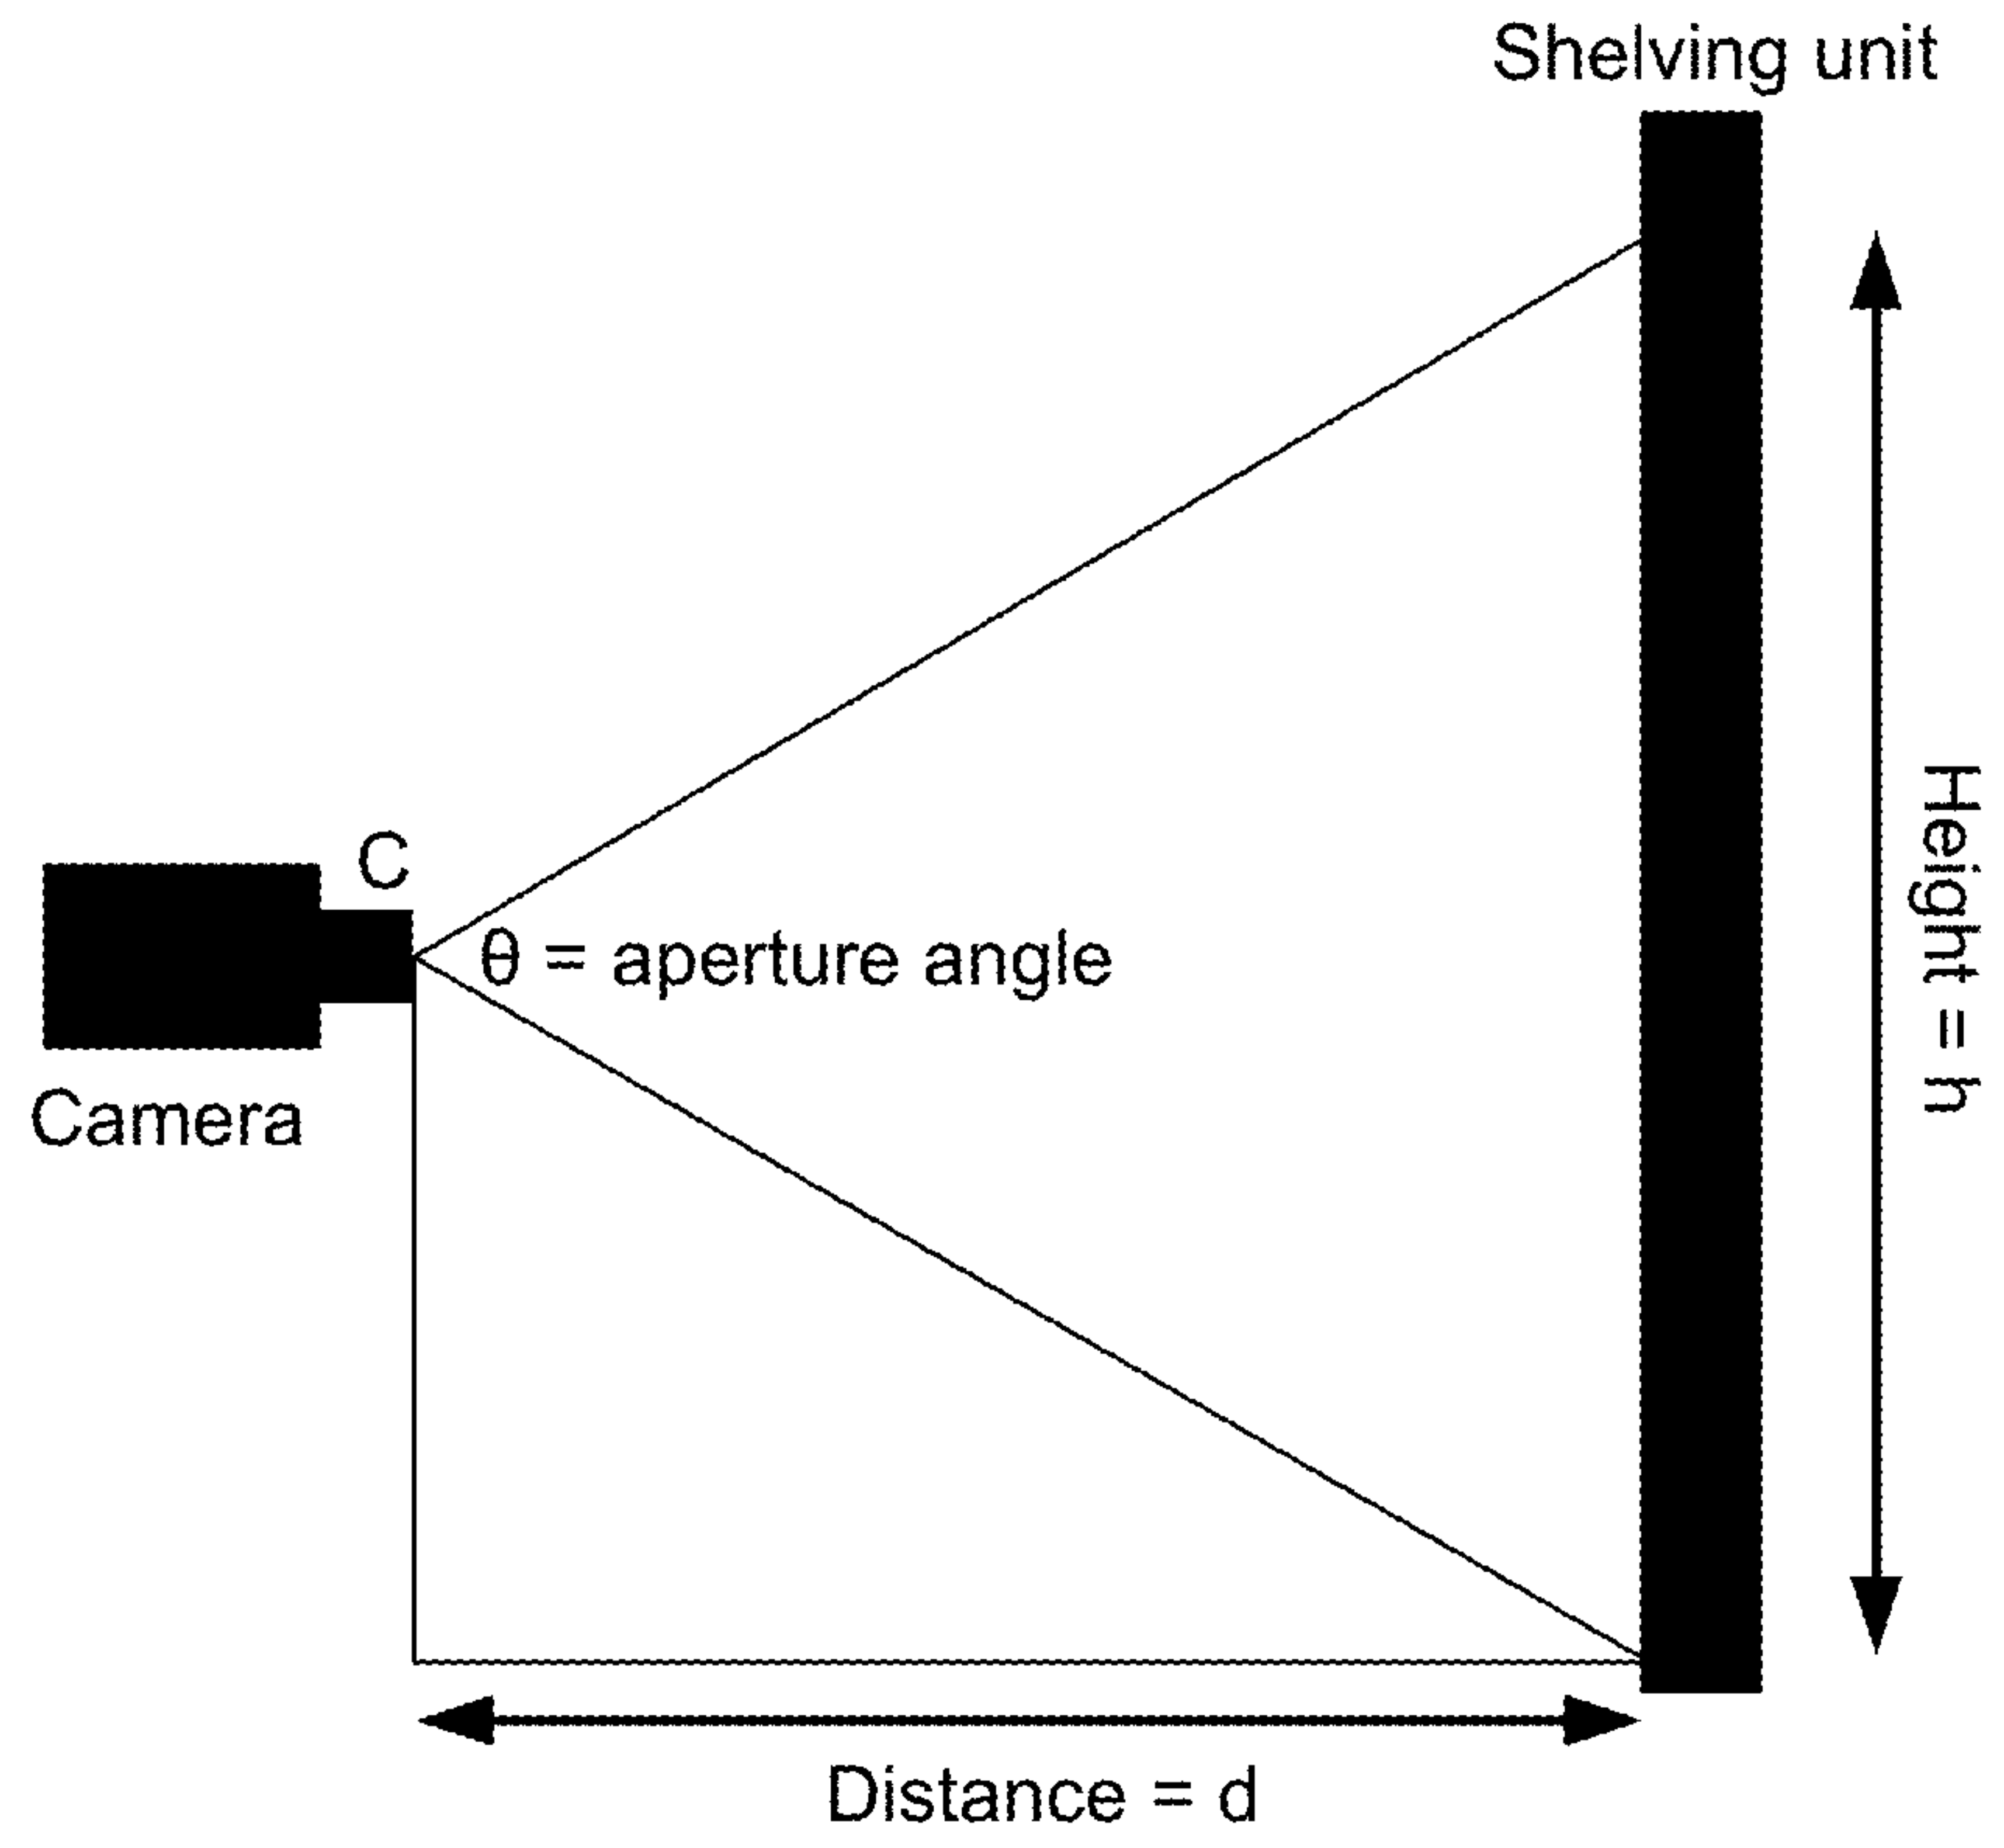 Shelving unit
C
θ = aperture angle
Camera
Height = h
Distance = d